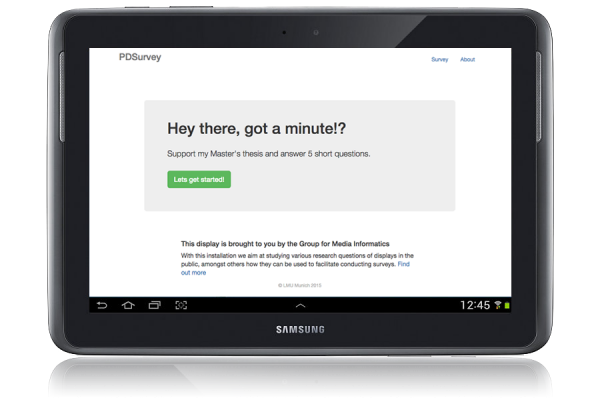 PDSurvey
Survey About
Hey there, got a minute!?
Support my Master's thesis and answer 5 short questions.
Lets get started!
This display is brought to you by the Group for Media Informatics
With this installation we aim at studying various research questions of displays in the
public, amongst others how they can be used to facilitate conducting surveys. Find
out more
© LMU Munich 2013
12:45
SAMSUNG